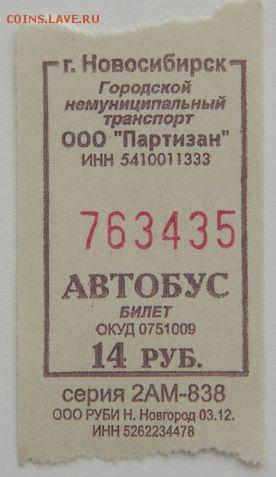 COINS.LAVE.RU
г. Новосибирск
Городской
немуниципальный
транспорт
ООО "Партизан"
ИНН 5410011333
763435
АВТОБУС
БИЛЕТ
ОКУД 0751009
14 РУБ.
серия 2АМ-838
ООО РУБИ Н. Новгород 03.12.
ИНН 5262234478